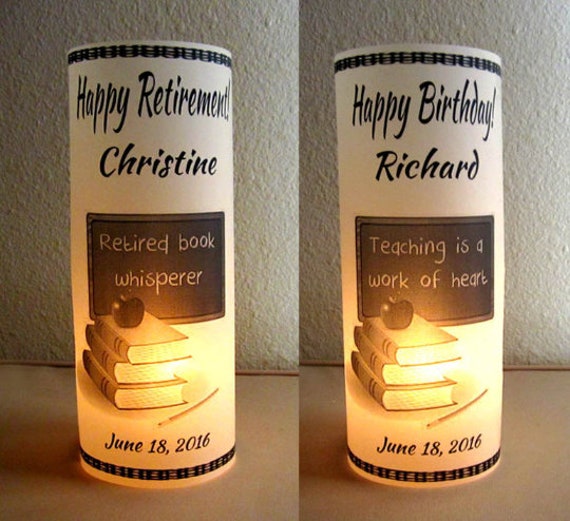 Happy Retirement!
Christine
Retired book
whisperer
June 18, 2016
Happy Birthday!
Richard
Teaching is a
work of heart
June 18, 2016